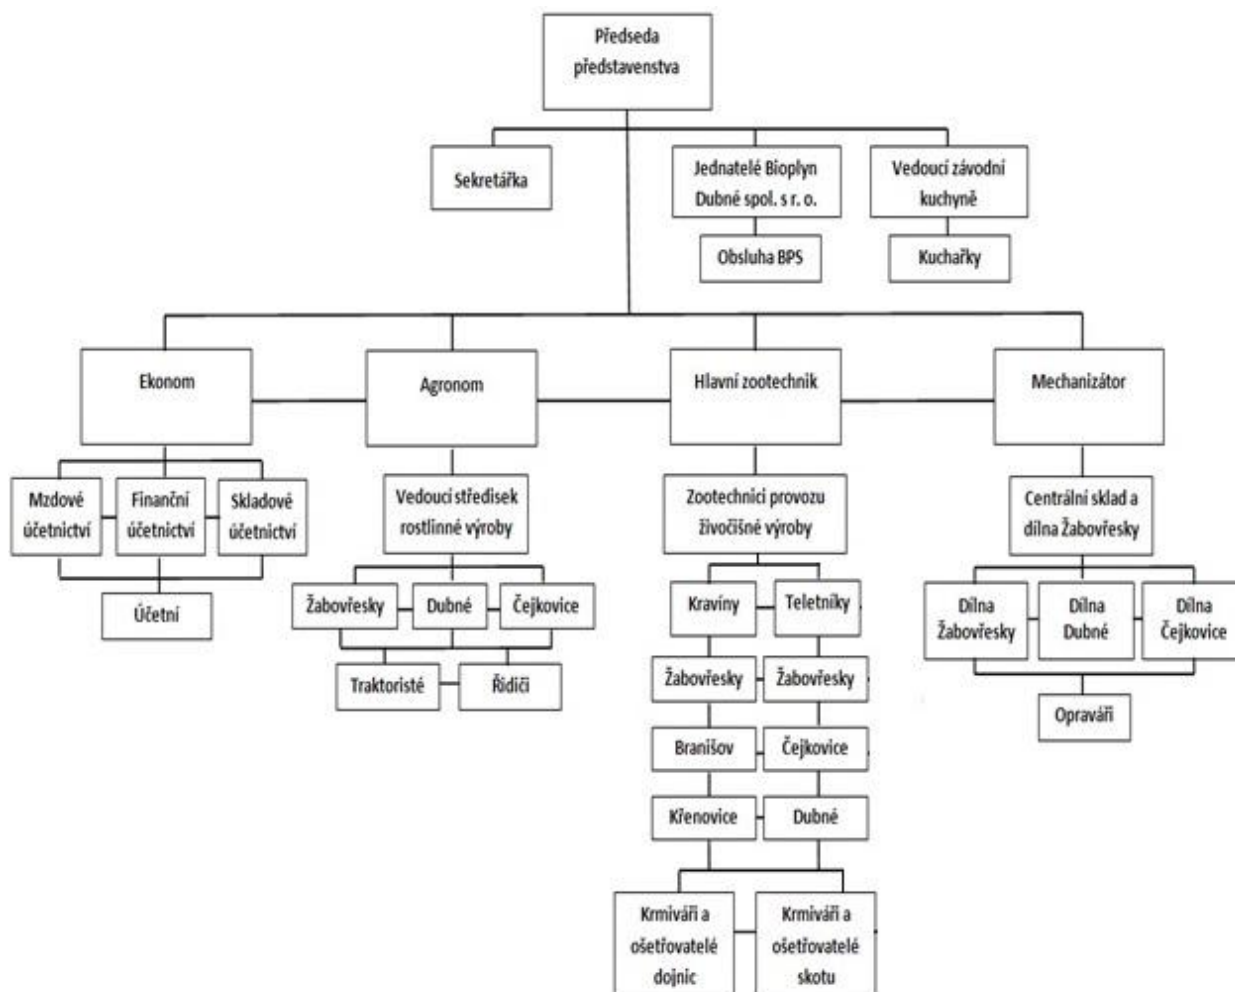 Předseda
představenstva
Sekretářka
Jednatelé Bioplyn
Dubné spol. s r. o.
Vedoucí závodní
kuchyně
Obsluha BPS
Kuchařky
Ekonom
Agronom
Hlavní zootechnik
Mechanizátor
Mzdové
účetnictví
Finanční
účetnictví
Skladové
účetnictví
Účetní
Vedoucí středisek
rostlinné výroby
Žabovřesky
Dubné
Čejkovice
Traktoristé
Řidiči
Zootechnici provozu
živočišné výroby
Kravíny
Teletníky
Žabovřesky
Žabovřesky
Branišov
Čejkovice
Křenovice
Dubné
Krmiváři a
ošetřovatelé
dojnic
Krmiváři a
ošetřovatelé
skotu
Centrální sklad a
dílna Žabovřesky
Dílna
Žabovřesky
Dílna
Dubné
Dílna
Čejkovice
Opraváři